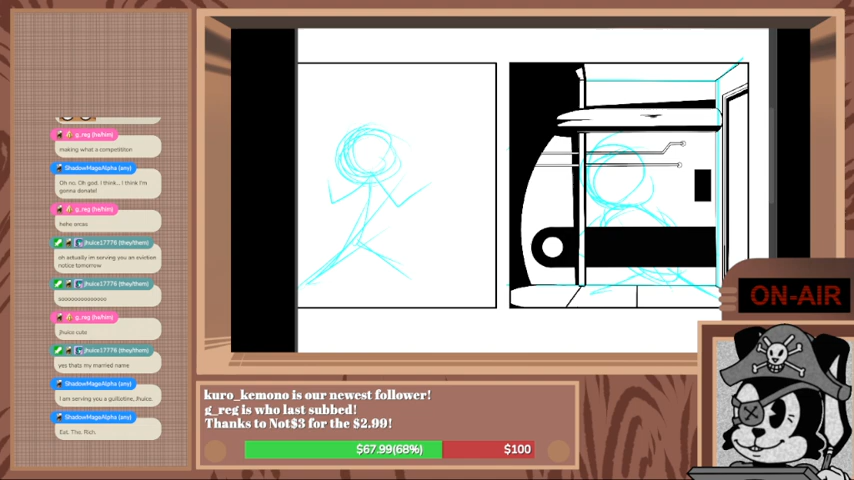 g_reg (he/him)
making what a competition
ShadowMageAlpha (any)
Oh no. Oh god. I think... I think I'm
gonna donate!
g_reg (he/him)
hehe orcas
jhuice17776 (they/them)
oh actually im serving you an eviction
notice tomorrow
jhuice17776 (they/them)
g_reg (he/him)
jhuice cute
jhuice17776 (they/them)
yes thats my married name
ShadowMageAlpha (any)
I am serving you a guillotine, Jhuice.
ShadowMageAlpha (any)
Eat. The. Rich.
kuro_kemono is our newest follower!
g_reg is who last subbed!
Thanks to Not$3 for the $2.99!
$67.99(68%)
$100
ON-AIR